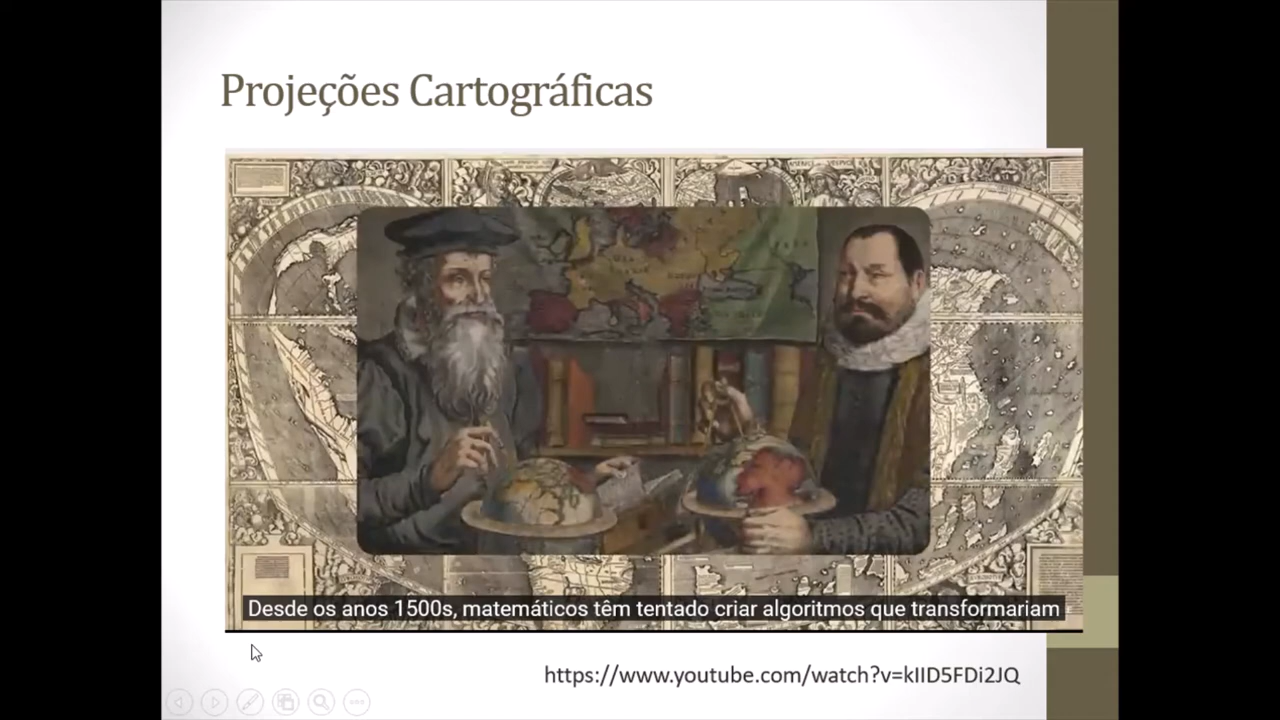 Projeções Cartográficas
Desde os anos 1500s, matemáticos têm tentado criar algoritmos que transformariam
https://www.youtube.com/watch?v=kIID5FDi2JQ